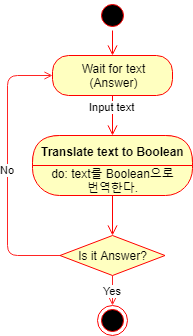 Wait for text
(Answer)
Input text
Translate text to Boolean
do: text를 Boolean으로
번역한다.
No
Is it Answer?
Yes